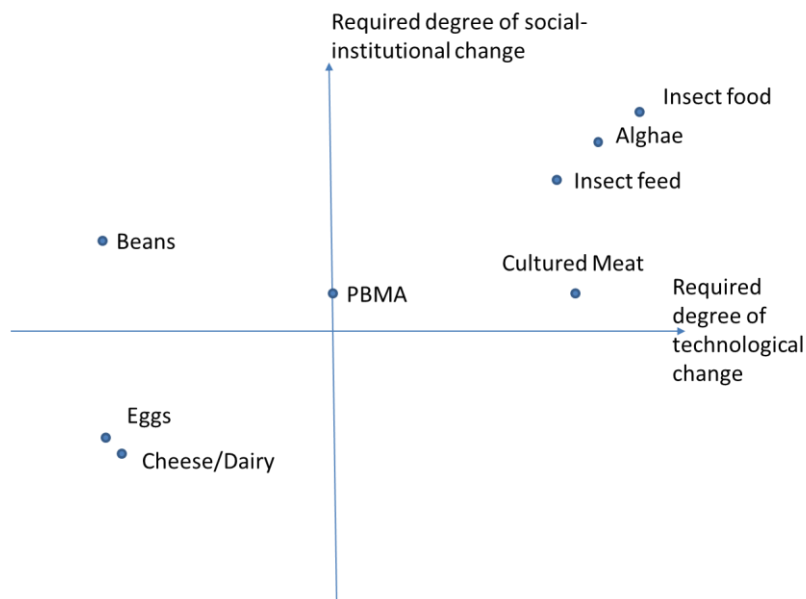 Required degree of social-
institutional change
Insect food
Alghae
Insect feed
Beans
Cultured Meat
PBMA
Required
degree of
technological
change
Eggs
Cheese/Dairy